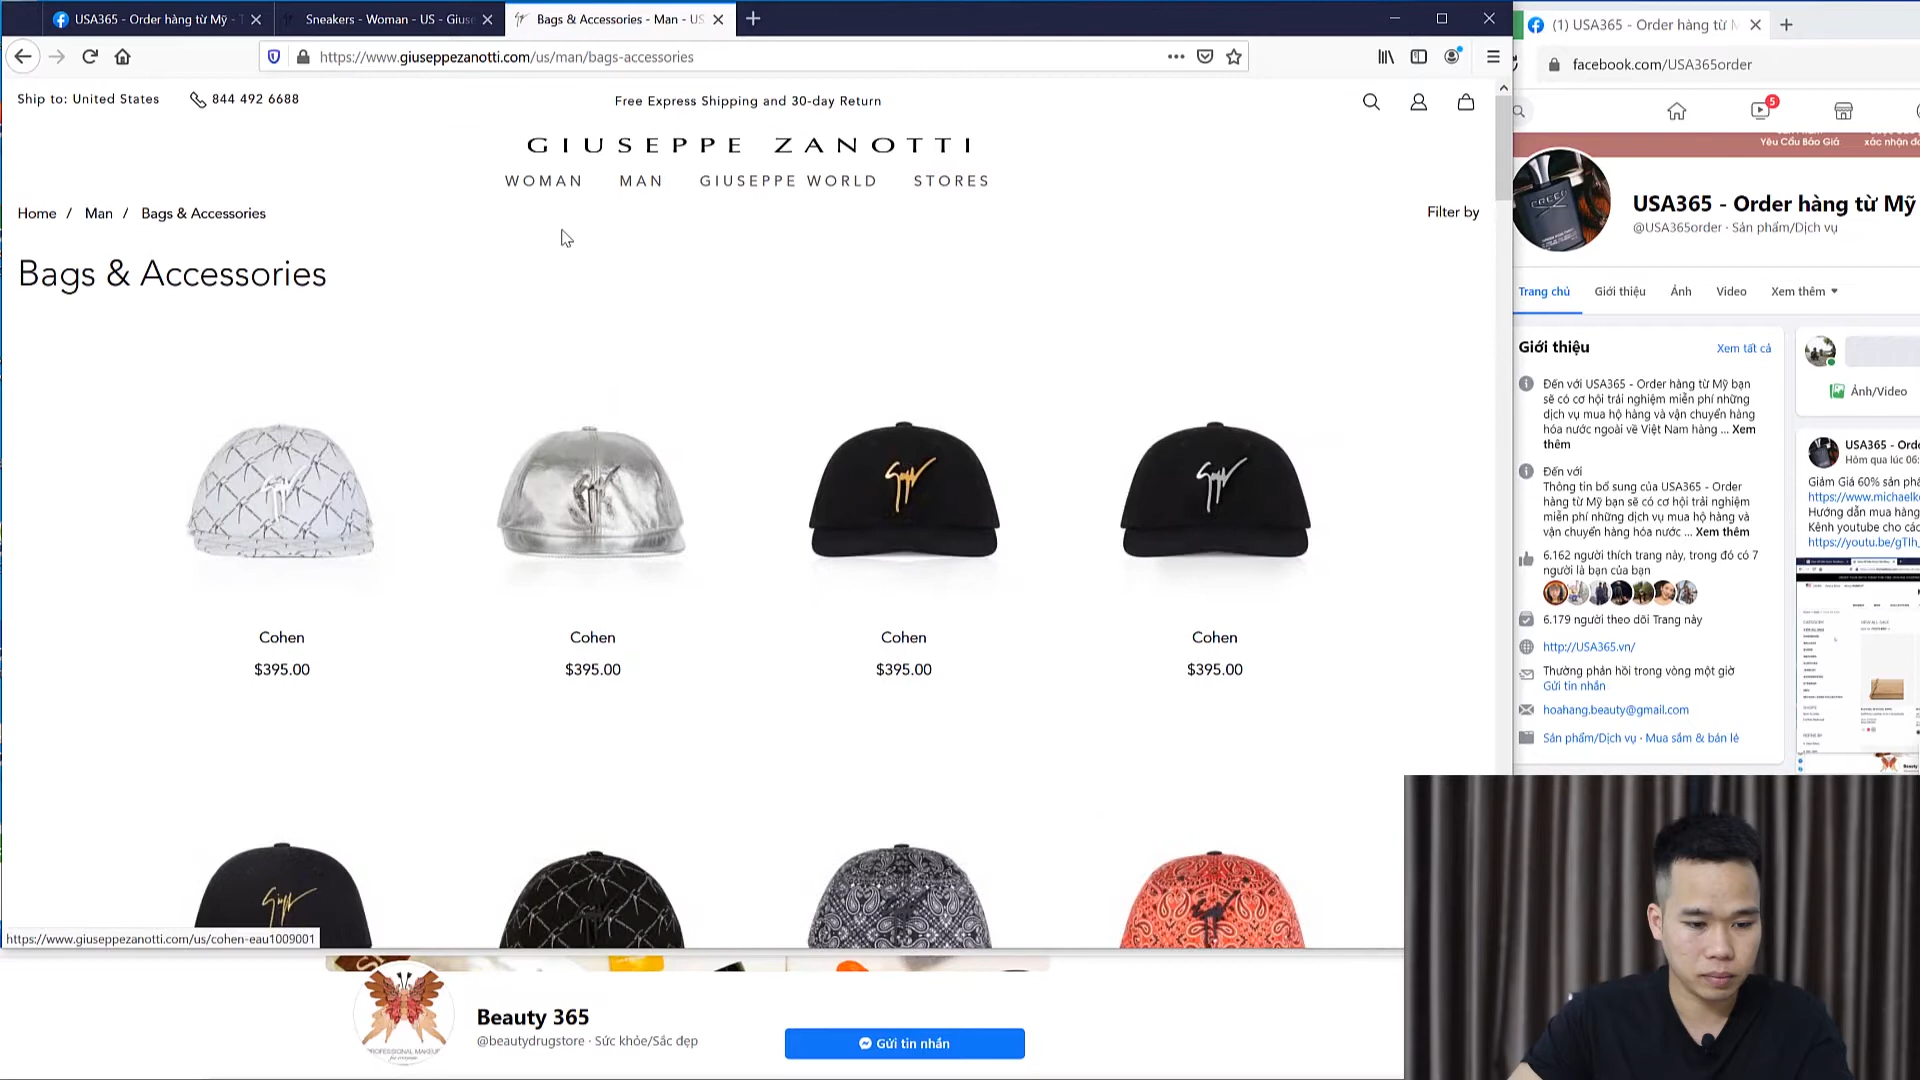 USA365 - Order hàng từ Mỹ -
Sneakers - Woman - US - Gius
Bags & Accessories - Man - US
(1) USA365 - Order hàng từ M
https://www.giuseppezanotti.com/us/man/bags-accessories
facebook.com/USA365order
Ship to: United States
844 492 6688
Free Express Shipping and 30-day Return
GIUSEPPE ZANOTTI
WOMAN
MAN
GIUSEPPE WORLD
STORES
Home / Man / Bags & Accessories
Filter by
Bags & Accessories
Cohen
$395.00
Cohen
$395.00
Cohen
$395.00
Cohen
$395.00
https://www.giuseppezanotti.com/us/cohen-eau1009001
5
Yêu Cầu Báo Giá
CREED
USA365 - Order hàng từ Mỹ
@USA365order · Sản phẩm/Dịch vụ
Trang chủ
Giới thiệu
Ảnh
Video
Xem thêm
Giới thiệu
Xem tất cả
Đến với USA365 - Order hàng từ Mỹ bạn
sẽ có cơ hội trải nghiệm miễn phí những
dịch vụ mua hộ hàng và vận chuyển hàng
hóa nước ngoài về Việt Nam hàng ... Xem
thêm
Đến với
Thông tin bổ sung của USA365 - Order
hàng từ Mỹ bạn sẽ có cơ hội trải nghiệm
miễn phí những dịch vụ mua hộ hàng và
vận chuyển hàng hóa nước ... Xem thêm
6.162 người thích trang này, trong đó có 7
người là bạn của bạn
6.179 người theo dõi Trang này
http://USA365.vn/
Thường phản hồi trong vòng một giờ
Gửi tin nhắn
hoahang.beauty@gmail.com
Sản phẩm/Dịch vụ · Mua sắm & bán lẻ
Ảnh/Video
USA365 - Orde
Hôm qua lúc 06:
Giảm Giá 60% sản phẩ
https://www.michaelko
Hướng dẫn mua hàng
Kênh youtube cho các
https://youtu.be/gTlh_
Beauty 365
@beautydrugstore · Sức khỏe/Sắc đẹp
Gửi tin nhắn
PROFESSIONAL MAKEUP